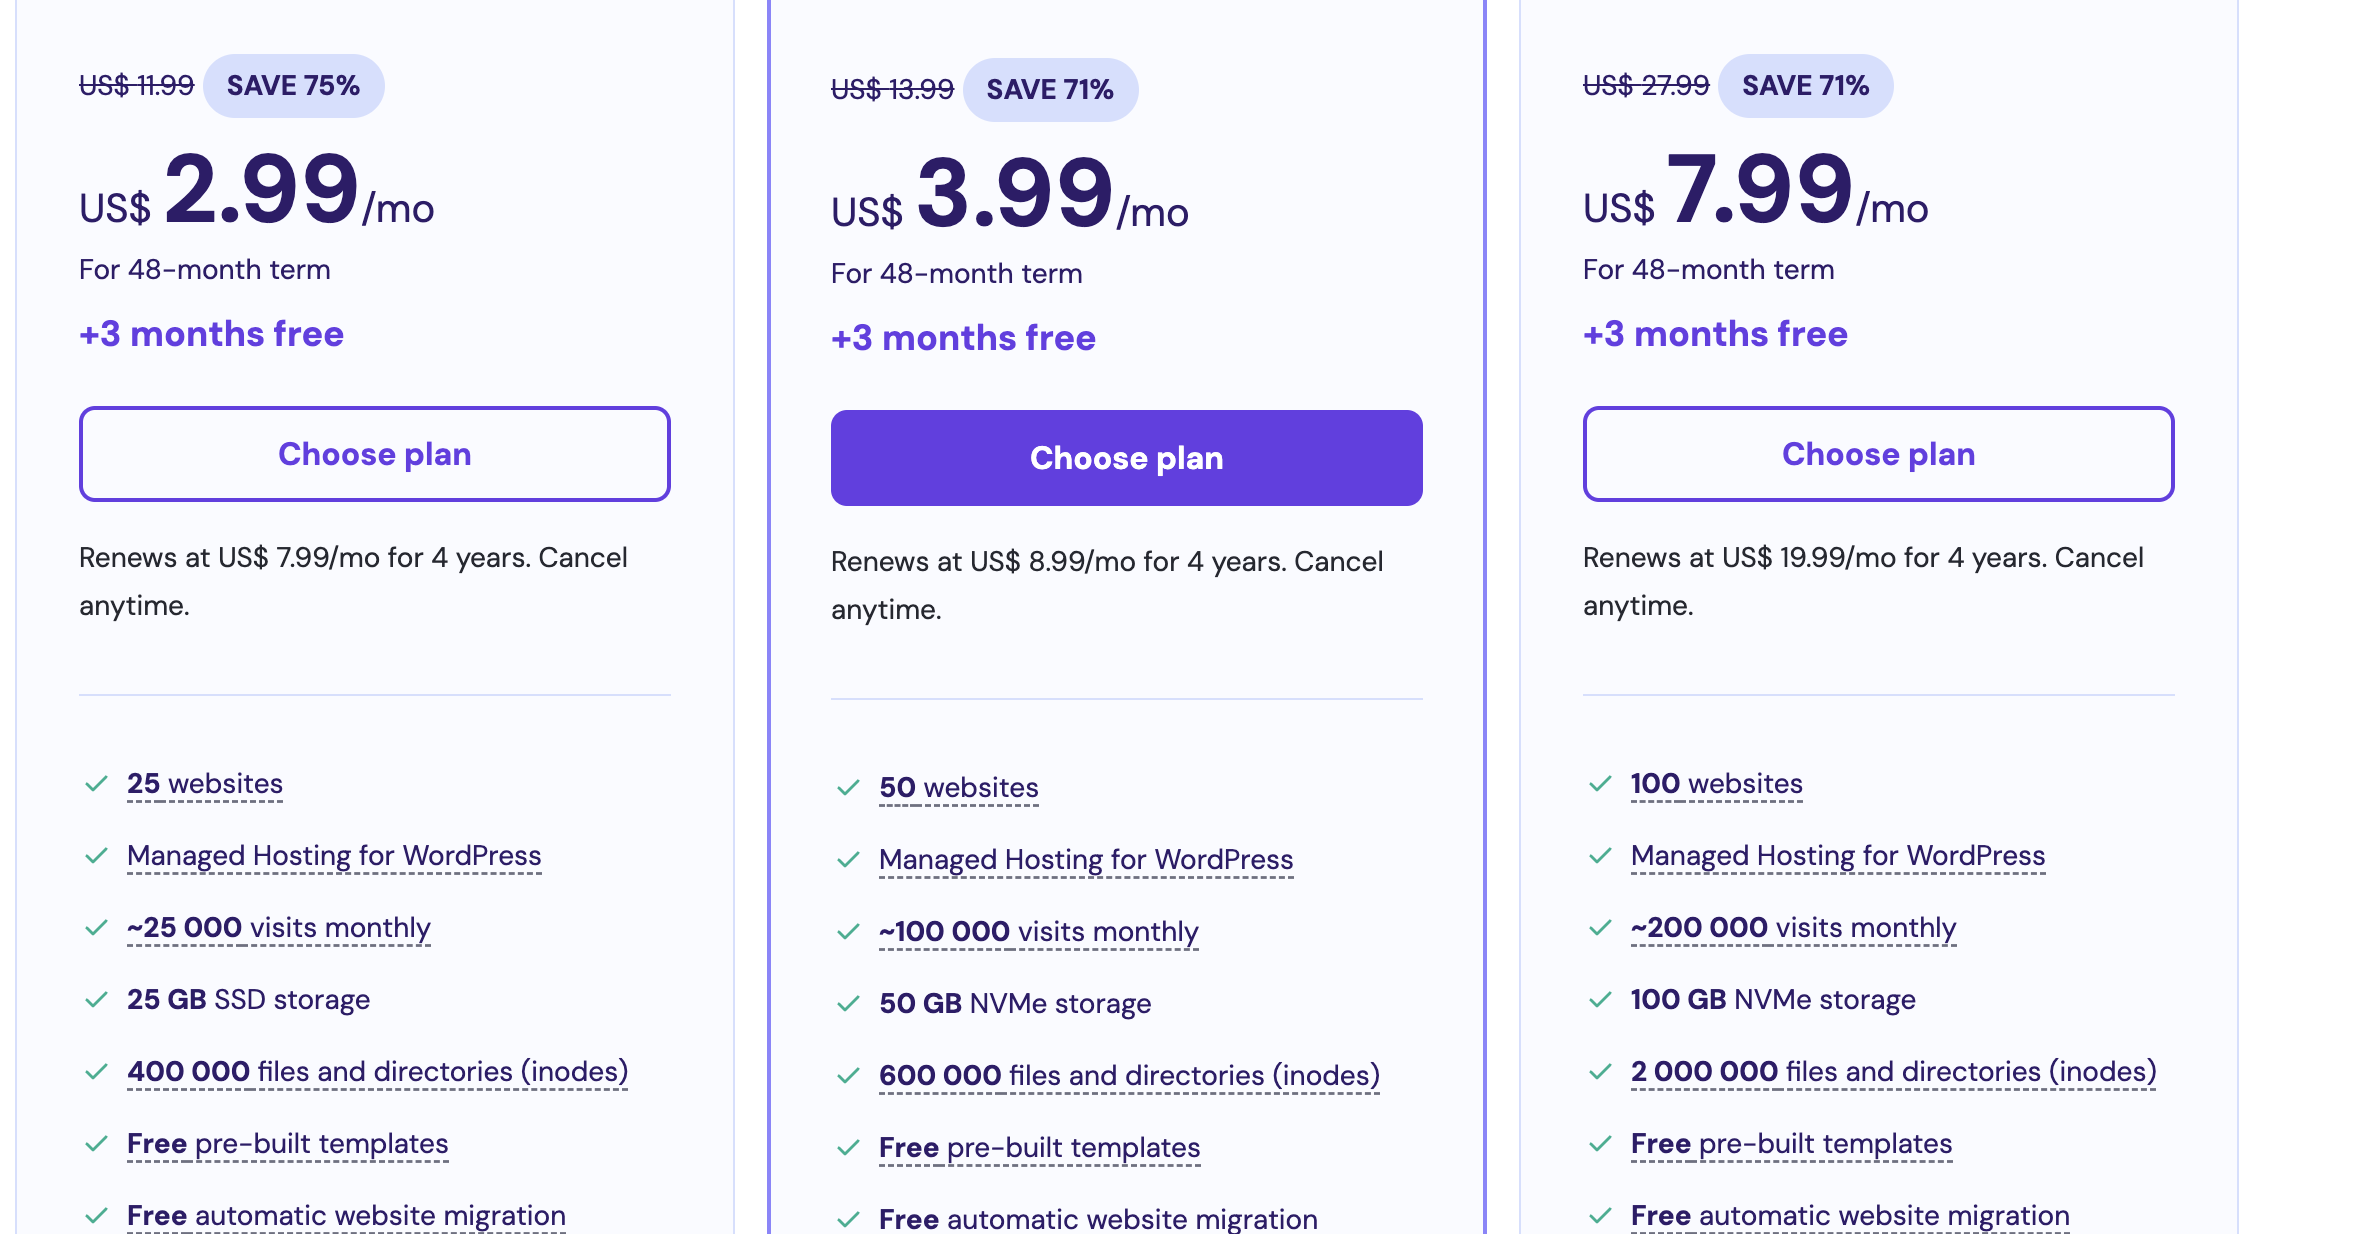 US$ 11.99 SAVE 75%
US$ 2.99/mo
For 48-month term
+3 months free
Choose plan
Renews at US$ 7.99/mo for 4 years. Cancel
anytime.
25 websites
Managed Hosting for WordPress
~25 000 visits monthly
25 GB SSD storage
400 000 files and directories (inodes)
Free pre-built templates
Free automatic website migration
US$ 13.99 SAVE 71%
US$ 3.99/mo
For 48-month term
+3 months free
Choose plan
Renews at US$ 8.99/mo for 4 years. Cancel
anytime.
50 websites
Managed Hosting for WordPress
~100 000 visits monthly
50 GB NVMe storage
600 000 files and directories (inodes)
Free pre-built templates
Free automatic website migration
US$ 27.99 SAVE 71%
US$ 7.99/mo
For 48-month term
+3 months free
Choose plan
Renews at US$ 19.99/mo for 4 years. Cancel
anytime.
100 websites
Managed Hosting for WordPress
~200 000 visits monthly
100 GB NVMe storage
2 000 000 files and directories (inodes)
Free pre-built templates
Free automatic website migration